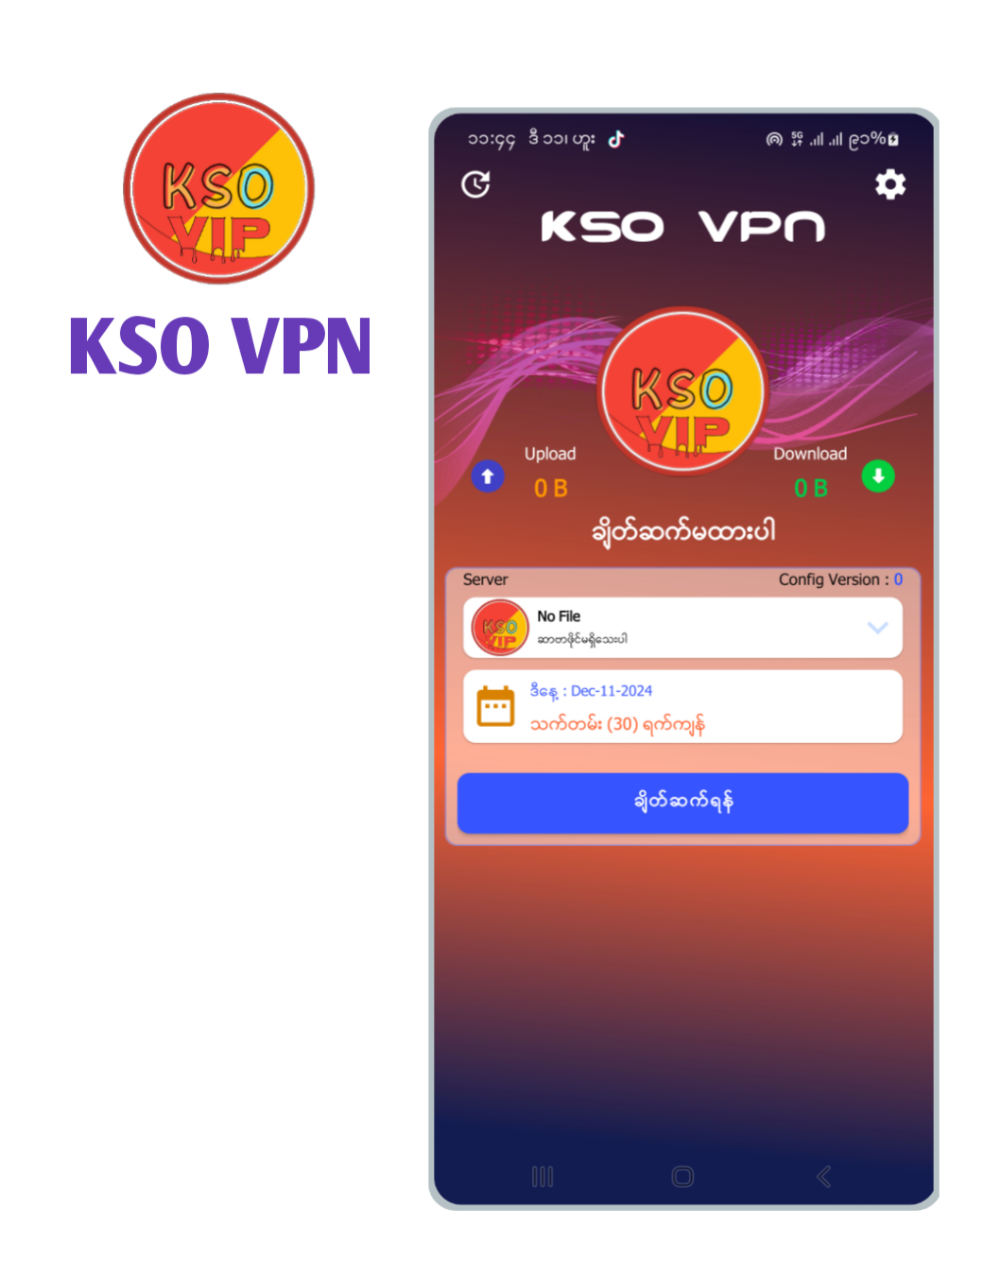 KSO
VIP
KSO VPN
၁၁:၄၄ ဒီ ၁၁၊ ဟူး
5G ၉၁%
KSO VPN
KSO
VIP
Upload
0 B
Download
0 B
ချိတ်ဆက်မထားပါ
Server
Config Version : 0
KSO
VIP
No File
ဆာဗာဖိုင်မရှိသေးပါ
ဒီနေ့ : Dec-11-2024
သက်တမ်း (30) ရက်ကျန်
ချိတ်ဆက်ရန်